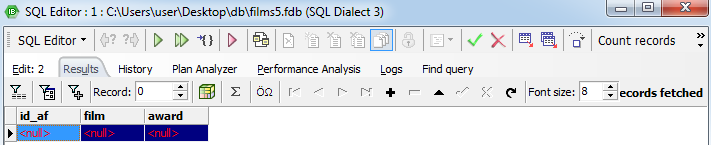 SQL Editor : 1 : C:\Users\user\Desktop\db\films5.fdb (SQL Dialect 3)
SQL Editor Count records
Edit: 2 Results History Plan Analyzer Performance Analysis Logs Find query
Record: 0 Σ ÖΩ Font size: 8 ecords fetched
id_af film award
<null> <null> <null>